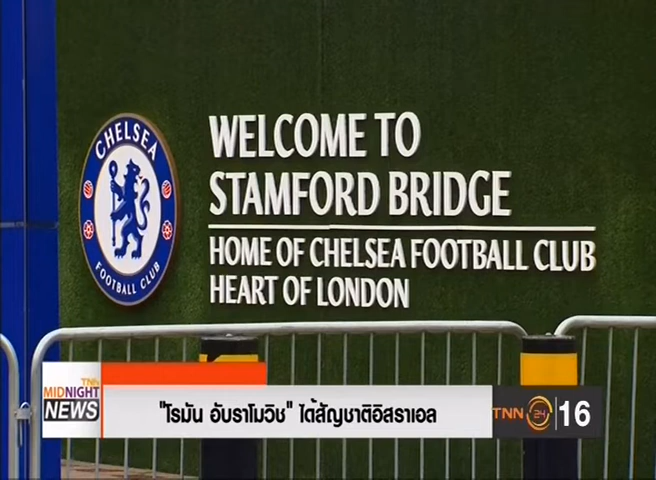 CHELSEA
FOOTBALL CLUB
WELCOME TO
STAMFORD BRIDGE
HOME OF CHELSEA FOOTBALL CLUB
HEART OF LONDON
TNN
MIDNIGHT
NEWS
"โรมัน อับราโมวิช" ได้สัญชาติอิสราเอล
TNN 24 16